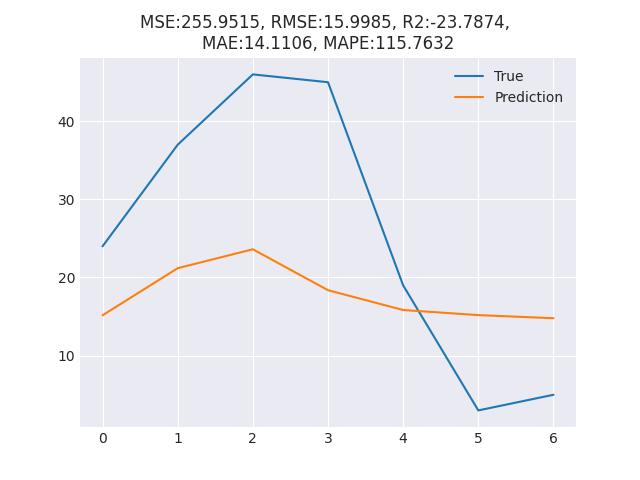 MSE:255.9515, RMSE:15.9985, R2:-23.7874,
MAE:14.1106, MAPE:115.7632
True
Prediction
40
30
20
10
0 1 2 3 4 5 6